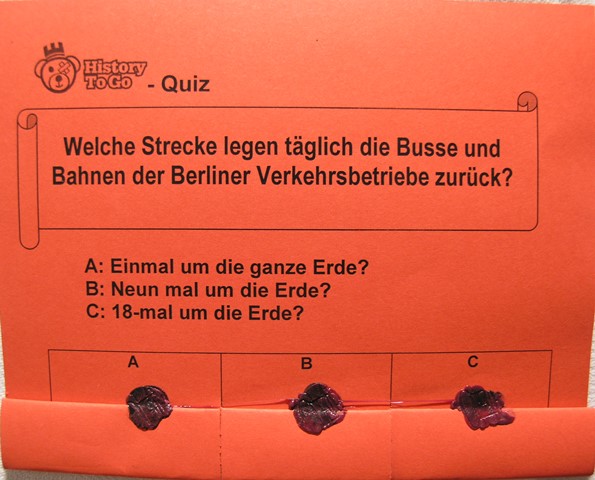 History
To Go - Quiz
Welche Strecke legen täglich die Busse und
Bahnen der Berliner Verkehrsbetriebe zurück?
A: Einmal um die ganze Erde?
B: Neun mal um die Erde?
C: 18-mal um die Erde?
A B C